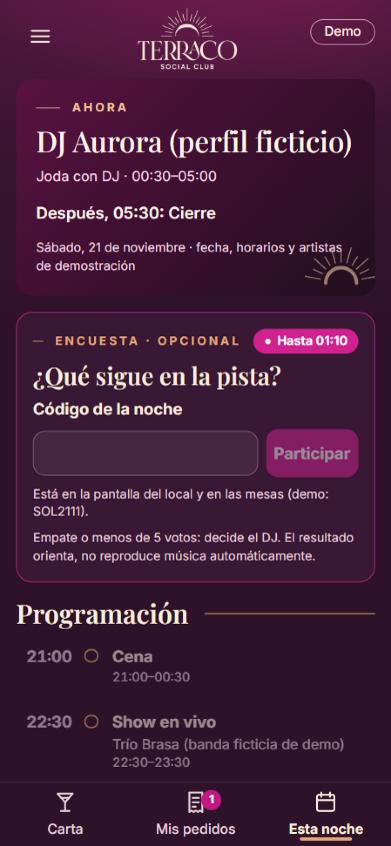 TERRACO
SOCIAL CLUB
Demo
AHORA
DJ Aurora (perfil ficticio)
Joda con DJ · 00:30–05:00
Después, 05:30: Cierre
Sábado, 21 de noviembre · fecha, horarios y artistas
de demostración
ENCUESTA · OPCIONAL
Hasta 01:10
¿Qué sigue en la pista?
Código de la noche
Participar
Está en la pantalla del local y en las mesas (demo:
SOL2111).
Empate o menos de 5 votos: decide el DJ. El resultado
orienta, no reproduce música automáticamente.
Programación
21:00 Cena
21:00–00:30
22:30 Show en vivo
Trío Brasa (banda ficticia de demo)
22:30–23:30
1
Carta Mis pedidos Esta noche